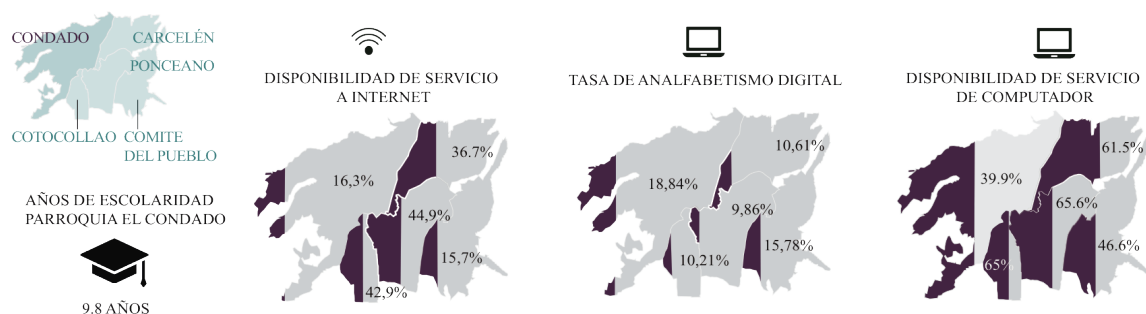 CONDADO
CARCELÉN
PONCEANO
COTOCOLLAO
COMITE
DEL PUEBLO
AÑOS DE ESCOLARIDAD
PARROQUIA EL CONDADO
9.8 AÑOS
DISPONIBILIDAD DE SERVICIO
A INTERNET
36.7%
16,3%
44,9%
15,7%
42,9%
TASA DE ANALFABETISMO DIGITAL
10,61%
18,84%
9,86%
15,78%
10,21%
DISPONIBILIDAD DE SERVICIO
DE COMPUTADOR
61.5%
39.9%
65.6%
46.6%
65%